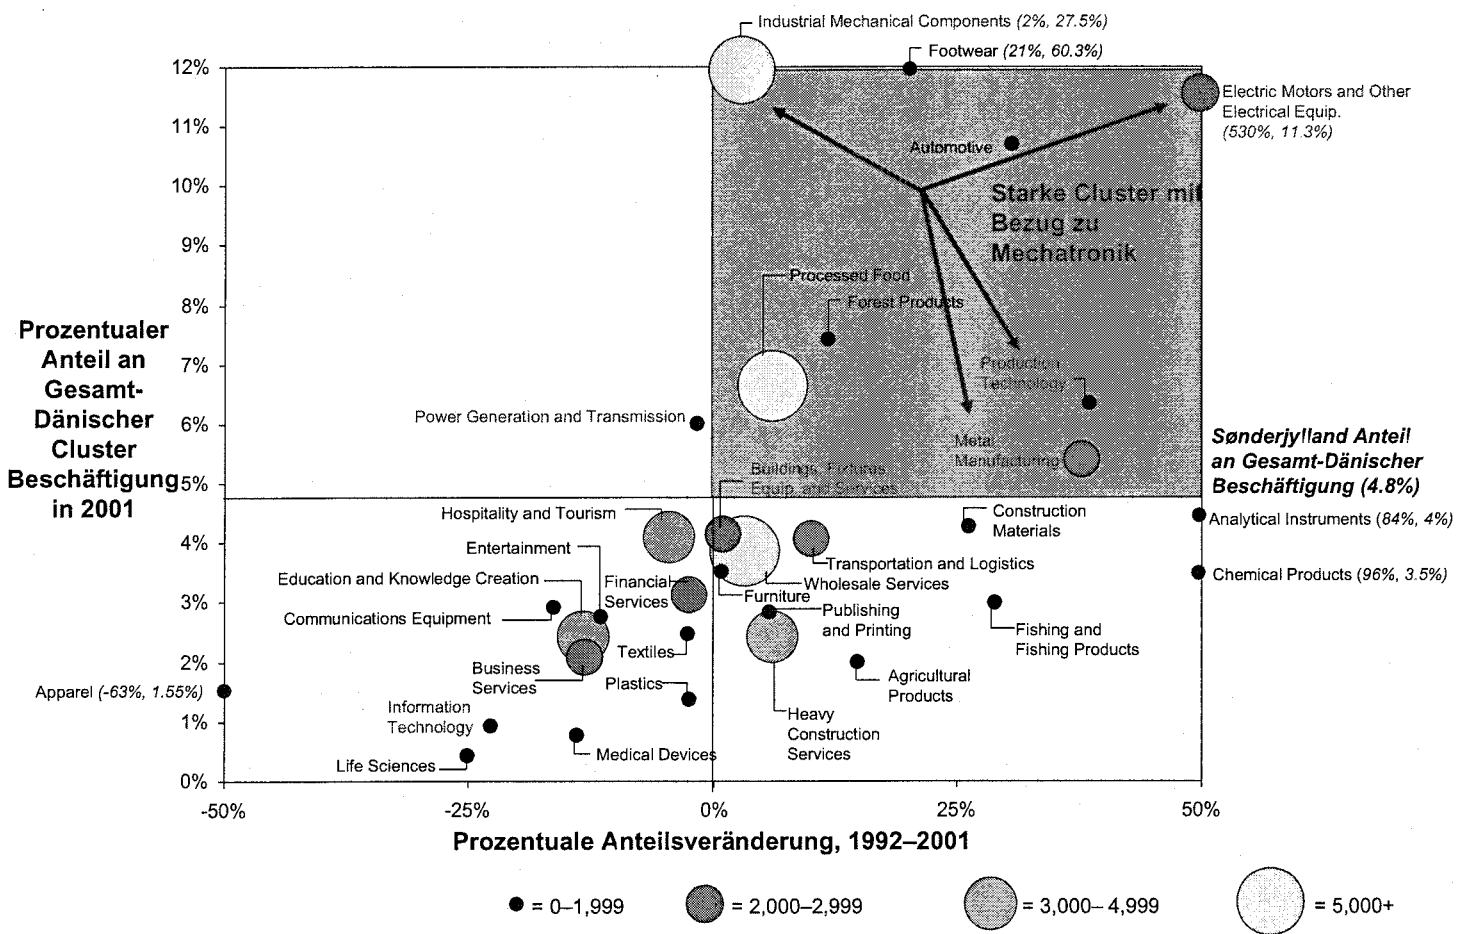 Industrial Mechanical Components (2%, 27.5%)
Footwear (21%, 60.3%)
12%
Electric Motors and Other
Electrical Equip.
(530%, 11.3%)
11%
Automotive
10%
Starke Cluster mit
Bezug zu
Mechatronik
9%
Processed Food
Forest Products
8%
Prozentualer
Anteil an
Gesamt-
Dänischer
Cluster
Beschäftigung
in 2001
7%
Production
Technology
Power Generation and Transmission
6%
Metal
Manufacturing
Sønderjylland Anteil
an Gesamt-Dänischer
Beschäftigung (4.8%)
Buildings, Fixtures,
Equip. and Services
5%
Hospitality and Tourism
Construction
Materials
Analytical Instruments (84%, 4%)
4%
Entertainment
Transportation and Logistics
Education and Knowledge Creation
Financial
Services
Wholesale Services
Chemical Products (96%, 3.5%)
Furniture
3%
Communications Equipment
Publishing
and Printing
Fishing and
Fishing Products
Textiles
2%
Business
Services
Plastics
Agricultural
Products
Apparel (-63%, 1.55%)
Information
Technology
Heavy
Construction
Services
1%
Medical Devices
Life Sciences
0%
-50%
-25%
0%
25%
50%
Prozentuale Anteilsveränderung, 1992–2001
= 0–1,999
= 2,000–2,999
= 3,000– 4,999
= 5,000+